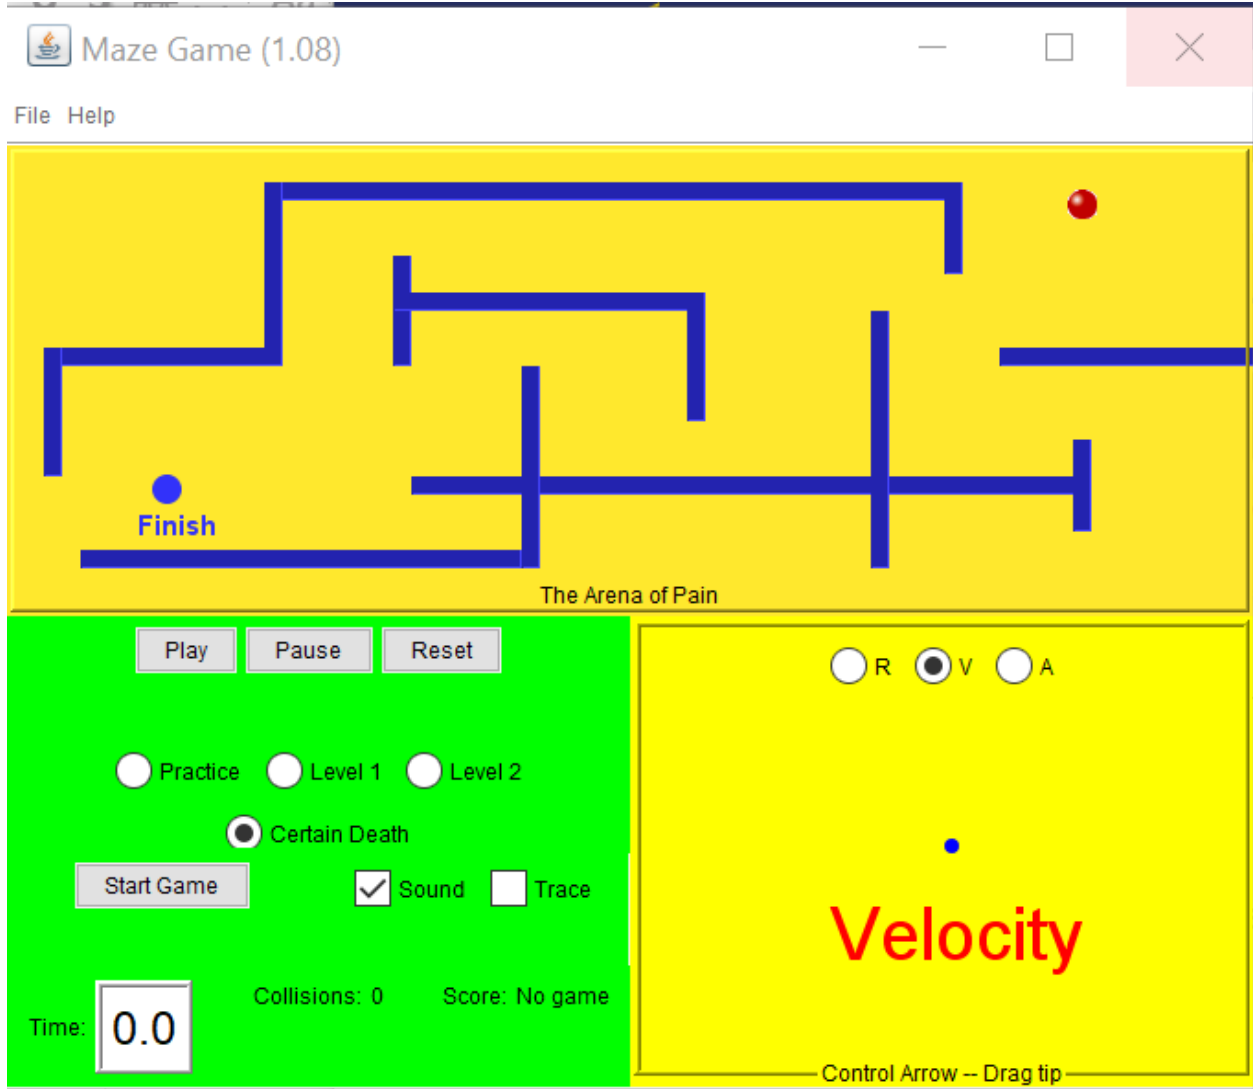 Maze Game (1.08)
File Help
Finish
The Arena of Pain
Play Pause Reset
R V A
Practice Level 1 Level 2
Certain Death
Start Game Sound Trace
Velocity
Collisions: 0 Score: No game
Time: 0.0
Control Arrow -- Drag tip